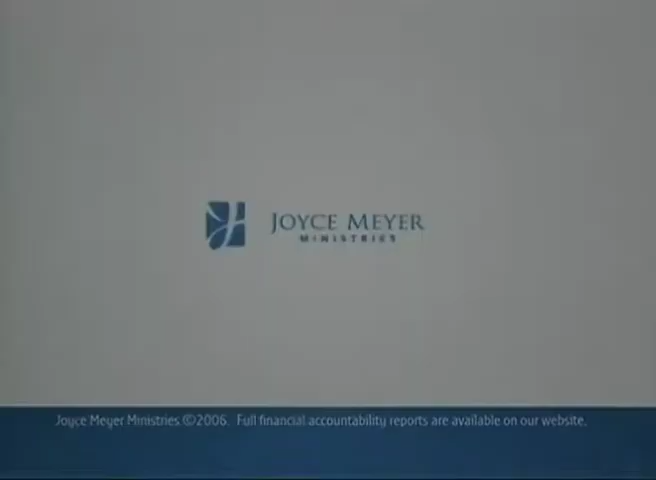 JOYCE MEYER
MINISTRIES
Joyce Meyer Ministries ©2006. Full financial accountability reports are available on our website.